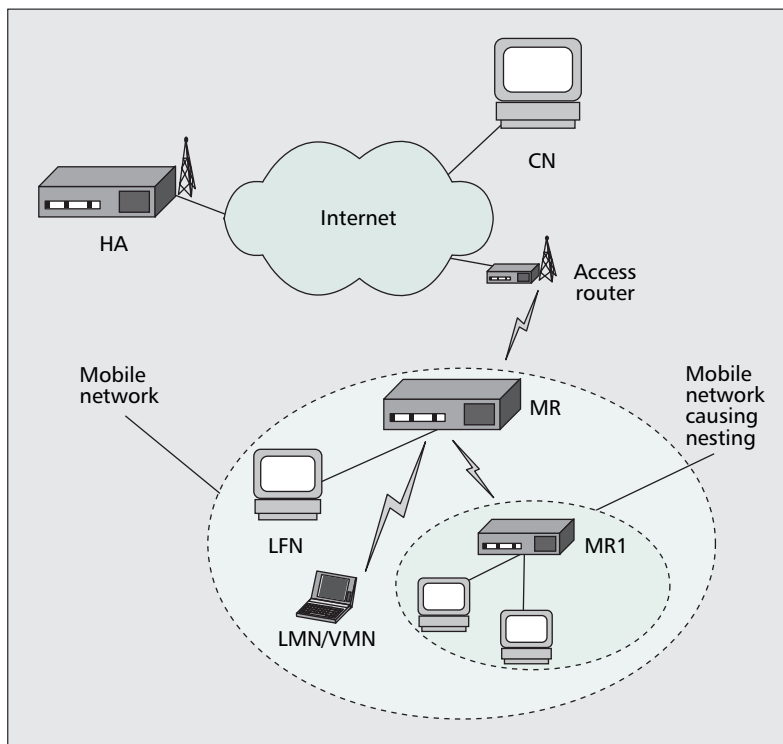 CN
Internet
HA
Access
router
Mobile
network
MR
Mobile
network
causing
nesting
LFN
MR1
LMN/VMN